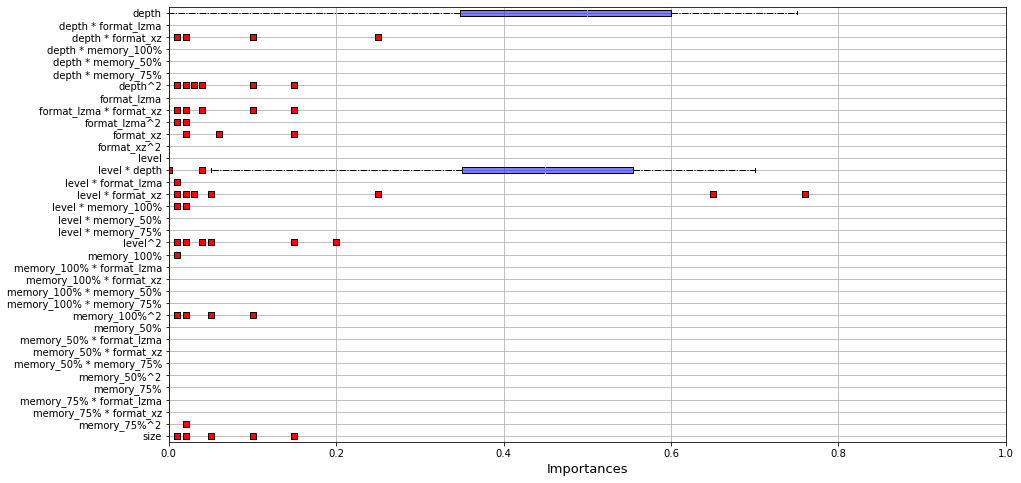 depth
depth * format_lzma
depth * format_xz
depth * memory_100%
depth * memory_50%
depth * memory_75%
depth^2
format_lzma
format_lzma * format_xz
format_lzma^2
format_xz
format_xz^2
level
level * depth
level * format_lzma
level * format_xz
level * memory_100%
level * memory_50%
level * memory_75%
level^2
memory_100%
memory_100% * format_lzma
memory_100% * format_xz
memory_100% * memory_50%
memory_100% * memory_75%
memory_100%^2
memory_50%
memory_50% * format_lzma
memory_50% * format_xz
memory_50% * memory_75%
memory_50%^2
memory_75%
memory_75% * format_lzma
memory_75% * format_xz
memory_75%^2
size
0.0 0.2 0.4 0.6 0.8 1.0
Importances